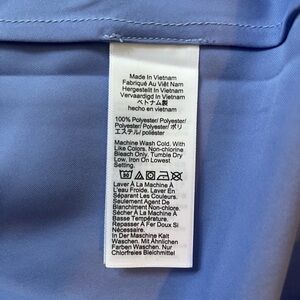 Made In Vietnam
Fabriqué Au Viêt Nam
Hergestellt In Vietnam
Vervaardigd In Vietnam
ベトナム製
hecho en vietnam
100% Polyester/
Polyester/ Polyester/
Polyester/ Polyester/ ポリ
エステル/ poliéster
Machine Wash Cold. With
Like Colors. Non-chlorine
Bleach Only. Tumble Dry
Low. Iron On Lowest
Setting.
Laver À La Machine À
L'eau Froide. Laver En
Séparant Les Couleurs.
Seulement Agent De
Blanchiment Non-chloré.
Sécher À La Machine À
Basse Température.
Repasser À Fer Doux Si
Nécessaire.
In Der Maschine Kalt
Waschen. Mit Ähnlichen
Farben Waschen. Nur
Chlorfreies Bleichmittel